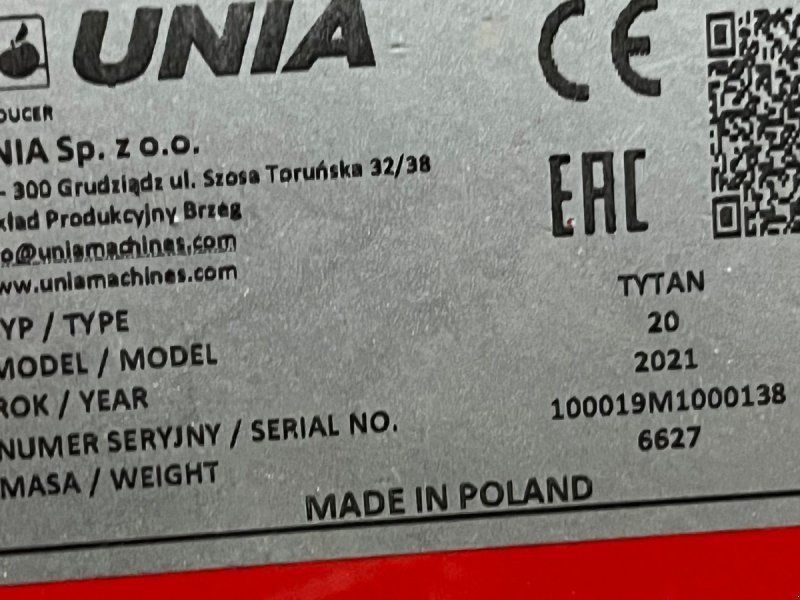 UNIA
CE
EAC
DUCER
NIA Sp. z o.o.
- 300 Grudziądz ul. Szosa Toruńska 32/38
kład Produkcyjny Brzeg
o@uniamachines.com
ww.uniamachines.com
YP / TYPE TYTAN
MODEL / MODEL 20
ROK / YEAR 2021
NUMER SERYJNY / SERIAL NO. 100019M1000138
MASA / WEIGHT 6627
MADE IN POLAND